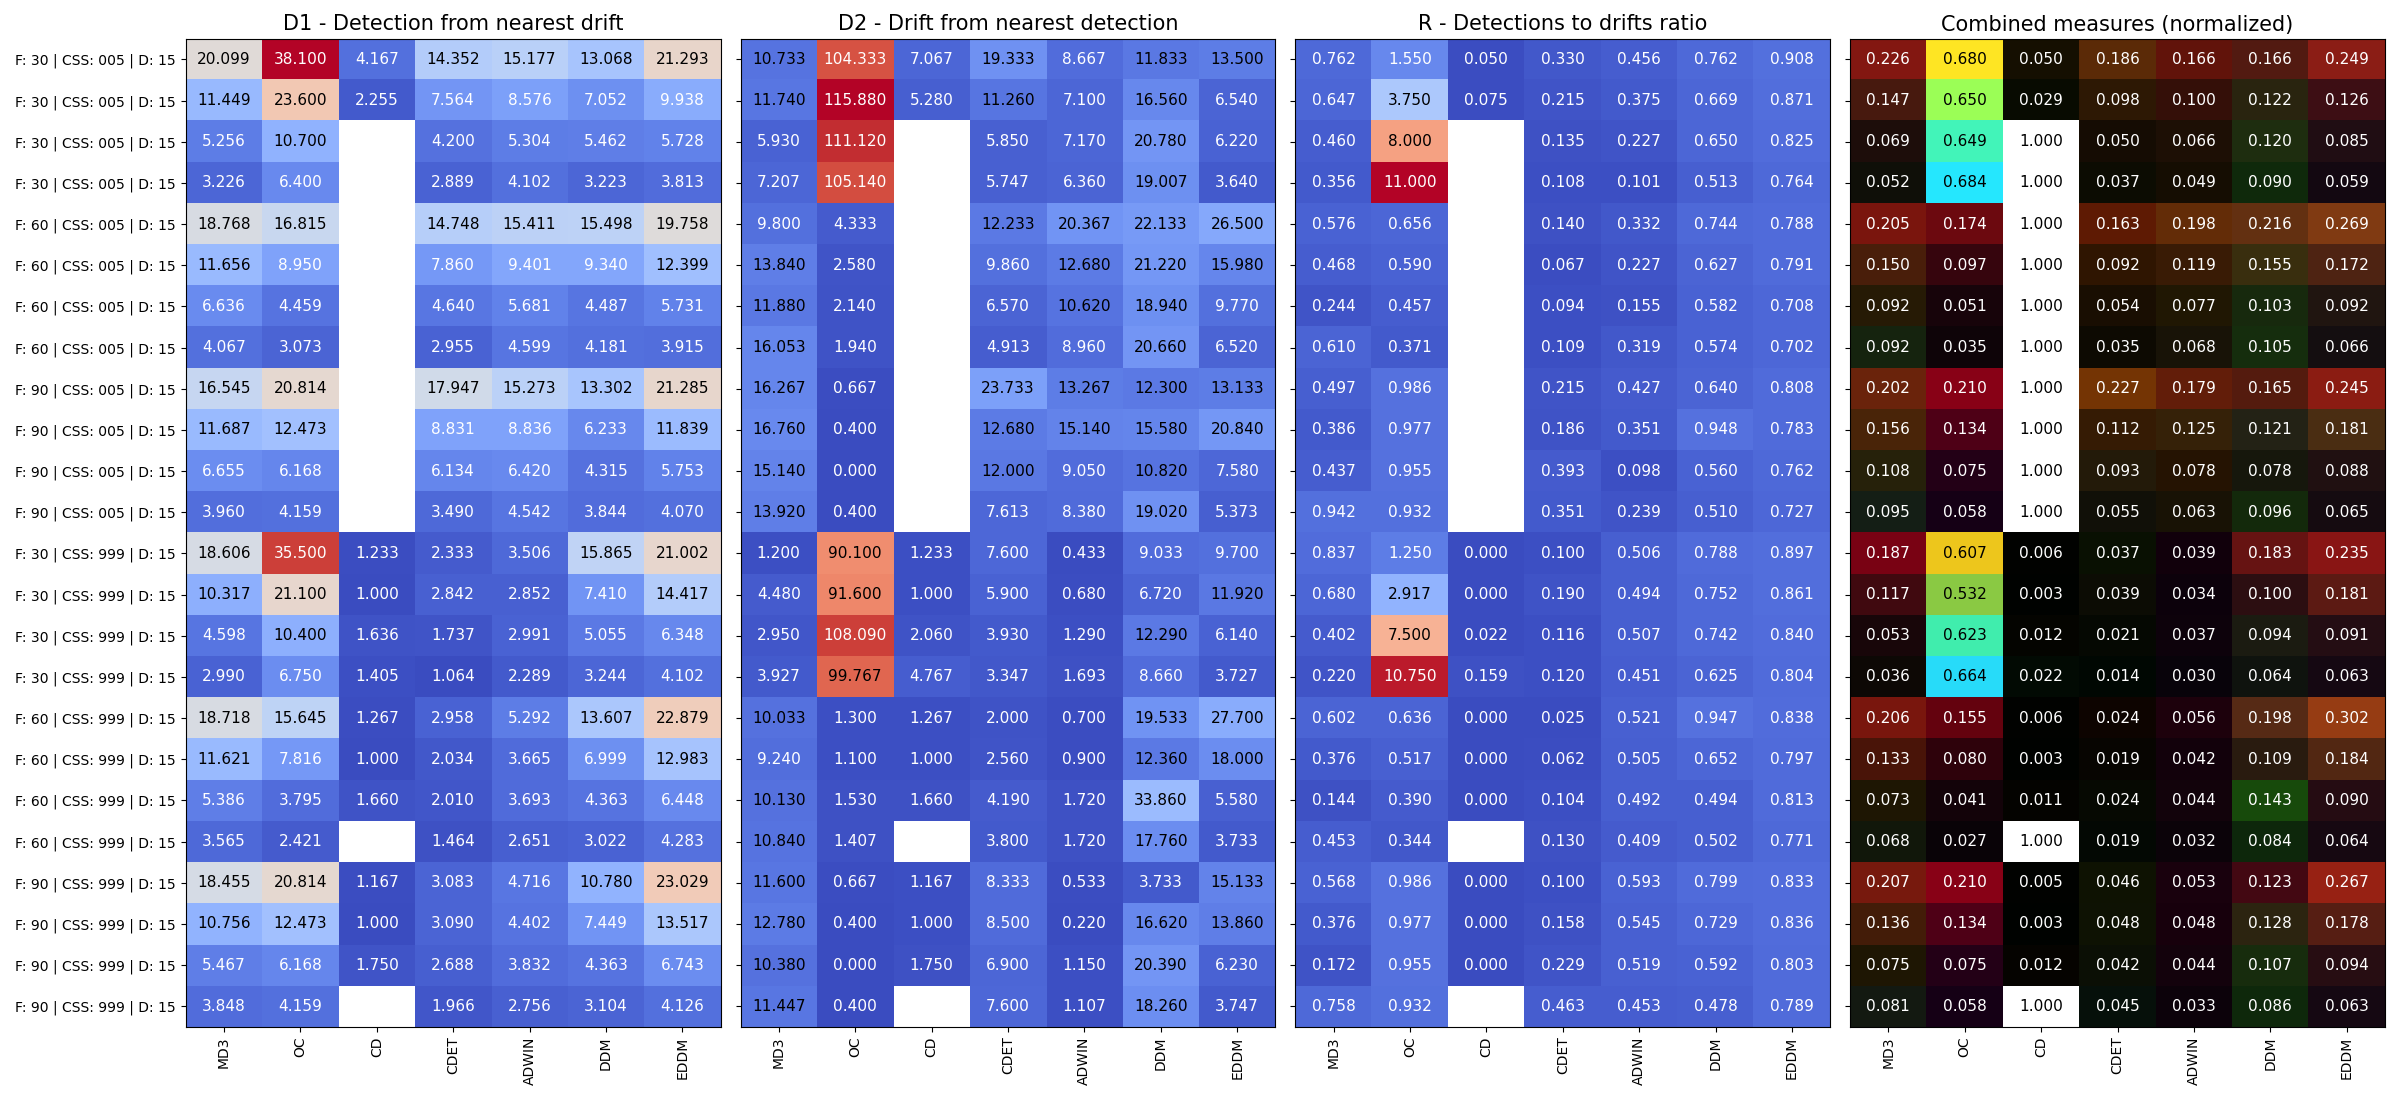 D1 - Detection from nearest drift D2 - Drift from nearest detection R - Detections to drifts ratio Combined measures (normalized)
F: 30 | CSS: 005 | D: 15 20.099 38.100 4.167 14.352 15.177 13.068 21.293 10.733 104.333 7.067 19.333 8.667 11.833 13.500 0.762 1.550 0.050 0.330 0.456 0.762 0.908 0.226 0.680 0.050 0.186 0.166 0.166 0.249
F: 30 | CSS: 005 | D: 15 11.449 23.600 2.255 7.564 8.576 7.052 9.938 11.740 115.880 5.280 11.260 7.100 16.560 6.540 0.647 3.750 0.075 0.215 0.375 0.669 0.871 0.147 0.650 0.029 0.098 0.100 0.122 0.126
F: 30 | CSS: 005 | D: 15 5.256 10.700 4.200 5.304 5.462 5.728 5.930 111.120 5.850 7.170 20.780 6.220 0.460 8.000 0.135 0.227 0.650 0.825 0.069 0.649 1.000 0.050 0.066 0.120 0.085
F: 30 | CSS: 005 | D: 15 3.226 6.400 2.889 4.102 3.223 3.813 7.207 105.140 5.747 6.360 19.007 3.640 0.356 11.000 0.108 0.101 0.513 0.764 0.052 0.684 1.000 0.037 0.049 0.090 0.059
F: 60 | CSS: 005 | D: 15 18.768 16.815 14.748 15.411 15.498 19.758 9.800 4.333 12.233 20.367 22.133 26.500 0.576 0.656 0.140 0.332 0.744 0.788 0.205 0.174 1.000 0.163 0.198 0.216 0.269
F: 60 | CSS: 005 | D: 15 11.656 8.950 7.860 9.401 9.340 12.399 13.840 2.580 9.860 12.680 21.220 15.980 0.468 0.590 0.067 0.227 0.627 0.791 0.150 0.097 1.000 0.092 0.119 0.155 0.172
F: 60 | CSS: 005 | D: 15 6.636 4.459 4.640 5.681 4.487 5.731 11.880 2.140 6.570 10.620 18.940 9.770 0.244 0.457 0.094 0.155 0.582 0.708 0.092 0.051 1.000 0.054 0.077 0.103 0.092
F: 60 | CSS: 005 | D: 15 4.067 3.073 2.955 4.599 4.181 3.915 16.053 1.940 4.913 8.960 20.660 6.520 0.610 0.371 0.109 0.319 0.574 0.702 0.092 0.035 1.000 0.035 0.068 0.105 0.066
F: 90 | CSS: 005 | D: 15 16.545 20.814 17.947 15.273 13.302 21.285 16.267 0.667 23.733 13.267 12.300 13.133 0.497 0.986 0.215 0.427 0.640 0.808 0.202 0.210 1.000 0.227 0.179 0.165 0.245
F: 90 | CSS: 005 | D: 15 11.687 12.473 8.831 8.836 6.233 11.839 16.760 0.400 12.680 15.140 15.580 20.840 0.386 0.977 0.186 0.351 0.948 0.783 0.156 0.134 1.000 0.112 0.125 0.121 0.181
F: 90 | CSS: 005 | D: 15 6.655 6.168 6.134 6.420 4.315 5.753 15.140 0.000 12.000 9.050 10.820 7.580 0.437 0.955 0.393 0.098 0.560 0.762 0.108 0.075 1.000 0.093 0.078 0.078 0.088
F: 90 | CSS: 005 | D: 15 3.960 4.159 3.490 4.542 3.844 4.070 13.920 0.400 7.613 8.380 19.020 5.373 0.942 0.932 0.351 0.239 0.510 0.727 0.095 0.058 1.000 0.055 0.063 0.096 0.065
F: 30 | CSS: 999 | D: 15 18.606 35.500 1.233 2.333 3.506 15.865 21.002 1.200 90.100 1.233 7.600 0.433 9.033 9.700 0.837 1.250 0.000 0.100 0.506 0.788 0.897 0.187 0.607 0.006 0.037 0.039 0.183 0.235
F: 30 | CSS: 999 | D: 15 10.317 21.100 1.000 2.842 2.852 7.410 14.417 4.480 91.600 1.000 5.900 0.680 6.720 11.920 0.680 2.917 0.000 0.190 0.494 0.752 0.861 0.117 0.532 0.003 0.039 0.034 0.100 0.181
F: 30 | CSS: 999 | D: 15 4.598 10.400 1.636 1.737 2.991 5.055 6.348 2.950 108.090 2.060 3.930 1.290 12.290 6.140 0.402 7.500 0.022 0.116 0.507 0.742 0.840 0.053 0.623 0.012 0.021 0.037 0.094 0.091
F: 30 | CSS: 999 | D: 15 2.990 6.750 1.405 1.064 2.289 3.244 4.102 3.927 99.767 4.767 3.347 1.693 8.660 3.727 0.220 10.750 0.159 0.120 0.451 0.625 0.804 0.036 0.664 0.022 0.014 0.030 0.064 0.063
F: 60 | CSS: 999 | D: 15 18.718 15.645 1.267 2.958 5.292 13.607 22.879 10.033 1.300 1.267 2.000 0.700 19.533 27.700 0.602 0.636 0.000 0.025 0.521 0.947 0.838 0.206 0.155 0.006 0.024 0.056 0.198 0.302
F: 60 | CSS: 999 | D: 15 11.621 7.816 1.000 2.034 3.665 6.999 12.983 9.240 1.100 1.000 2.560 0.900 12.360 18.000 0.376 0.517 0.000 0.062 0.505 0.652 0.797 0.133 0.080 0.003 0.019 0.042 0.109 0.184
F: 60 | CSS: 999 | D: 15 5.386 3.795 1.660 2.010 3.693 4.363 6.448 10.130 1.530 1.660 4.190 1.720 33.860 5.580 0.144 0.390 0.000 0.104 0.492 0.494 0.813 0.073 0.041 0.011 0.024 0.044 0.143 0.090
F: 60 | CSS: 999 | D: 15 3.565 2.421 1.464 2.651 3.022 4.283 10.840 1.407 3.800 1.720 17.760 3.733 0.453 0.344 0.130 0.409 0.502 0.771 0.068 0.027 1.000 0.019 0.032 0.084 0.064
F: 90 | CSS: 999 | D: 15 18.455 20.814 1.167 3.083 4.716 10.780 23.029 11.600 0.667 1.167 8.333 0.533 3.733 15.133 0.568 0.986 0.000 0.100 0.593 0.799 0.833 0.207 0.210 0.005 0.046 0.053 0.123 0.267
F: 90 | CSS: 999 | D: 15 10.756 12.473 1.000 3.090 4.402 7.449 13.517 12.780 0.400 1.000 8.500 0.220 16.620 13.860 0.376 0.977 0.000 0.158 0.545 0.729 0.836 0.136 0.134 0.003 0.048 0.048 0.128 0.178
F: 90 | CSS: 999 | D: 15 5.467 6.168 1.750 2.688 3.832 4.363 6.743 10.380 0.000 1.750 6.900 1.150 20.390 6.230 0.172 0.955 0.000 0.229 0.519 0.592 0.803 0.075 0.075 0.012 0.042 0.044 0.107 0.094
F: 90 | CSS: 999 | D: 15 3.848 4.159 1.966 2.756 3.104 4.126 11.447 0.400 7.600 1.107 18.260 3.747 0.758 0.932 0.463 0.453 0.478 0.789 0.081 0.058 1.000 0.045 0.033 0.086 0.063
MD3 OC CD CDET ADWIN DDM EDDM MD3 OC CD CDET ADWIN DDM EDDM MD3 OC CD CDET ADWIN DDM EDDM MD3 OC CD CDET ADWIN DDM EDDM